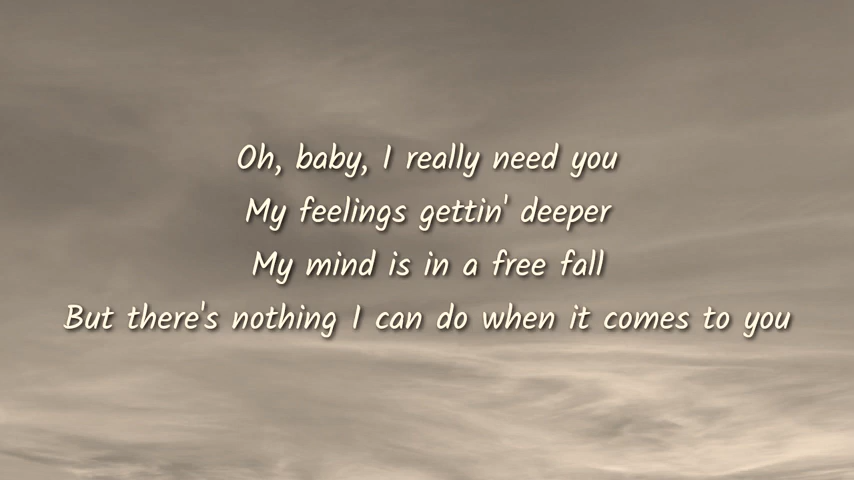 Oh, baby, I really need you
My feelings gettin' deeper
My mind is in a free fall
But there's nothing I can do when it comes to you